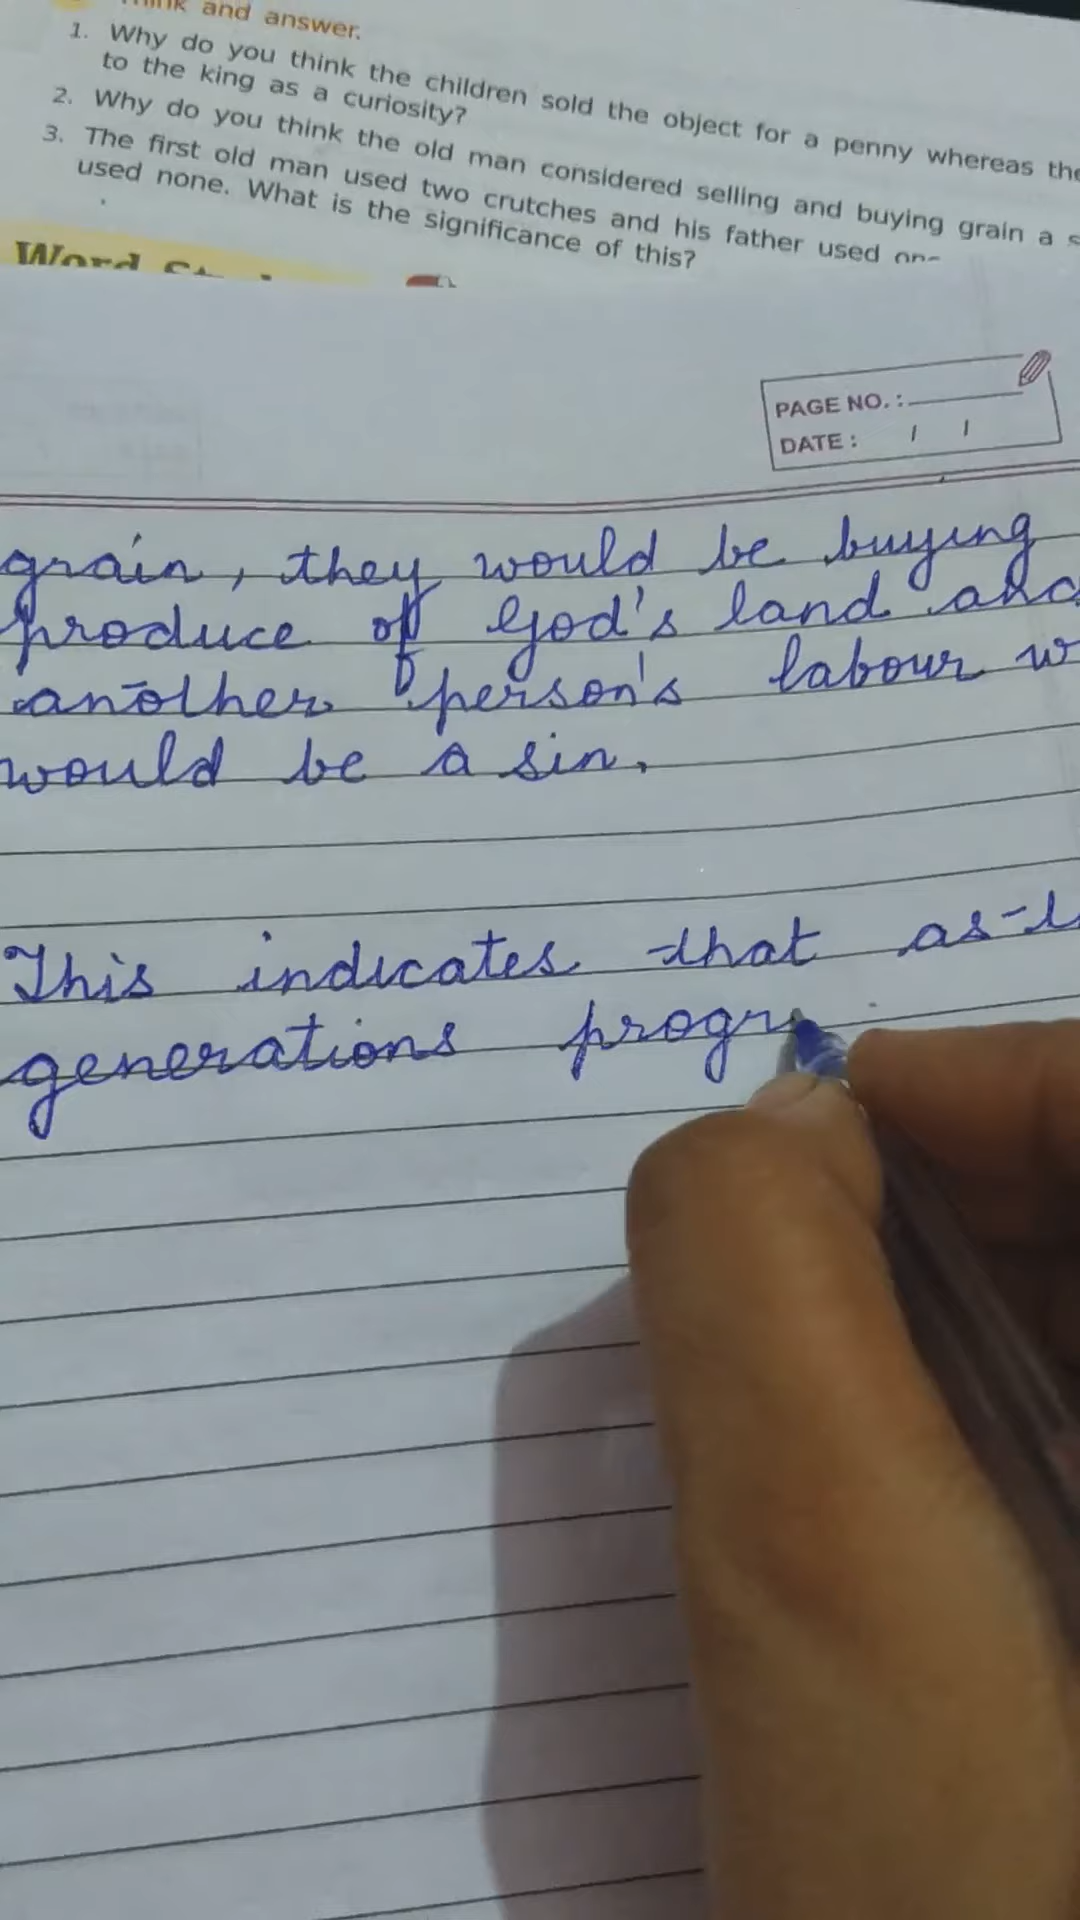 and answer.
1. Why do you think the children sold the object for a penny whereas the
to the king as a curiosity?
2. Why do you think the old man considered selling and buying grain a
3. The first old man used two crutches and his father used
used none. What is the significance of this?
Word
PAGE NO. :
DATE : / /
grain, they would be buying
produce of God's land
another person's labour
would be a sin.
This indicates that as
generations progr